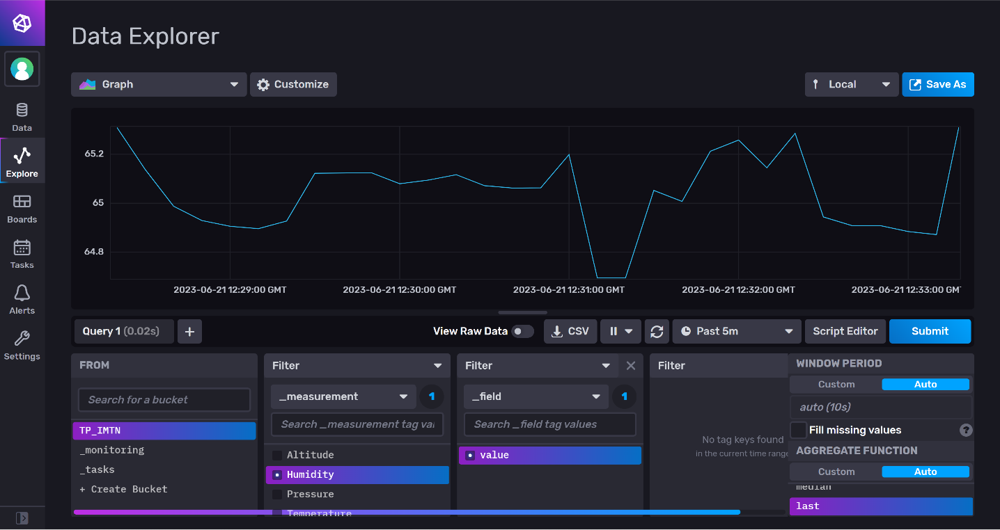 Data Explorer
Graph
Customize
Local
Save As
Data
Explore
Boards
Tasks
Alerts
Settings
65.2
65
64.8
2023-06-21 12:29:00 GMT
2023-06-21 12:30:00 GMT
2023-06-21 12:31:00 GMT
2023-06-21 12:32:00 GMT
2023-06-21 12:33:00 GM
Query 1 (0.02s)
+
View Raw Data
CSV
Past 5m
Script Editor
Submit
FROM
Search for a bucket
TP_IMTN
_monitoring
_tasks
+ Create Bucket
Filter
_measurement
1
Search _measurement tag val
Altitude
Humidity
Pressure
Temperature
Filter
_field
1
Search _field tag values
value
Filter
No tag keys found
in the current time range
WINDOW PERIOD
Custom Auto
auto (10s)
Fill missing values
?
AGGREGATE FUNCTION
Custom Auto
median
last